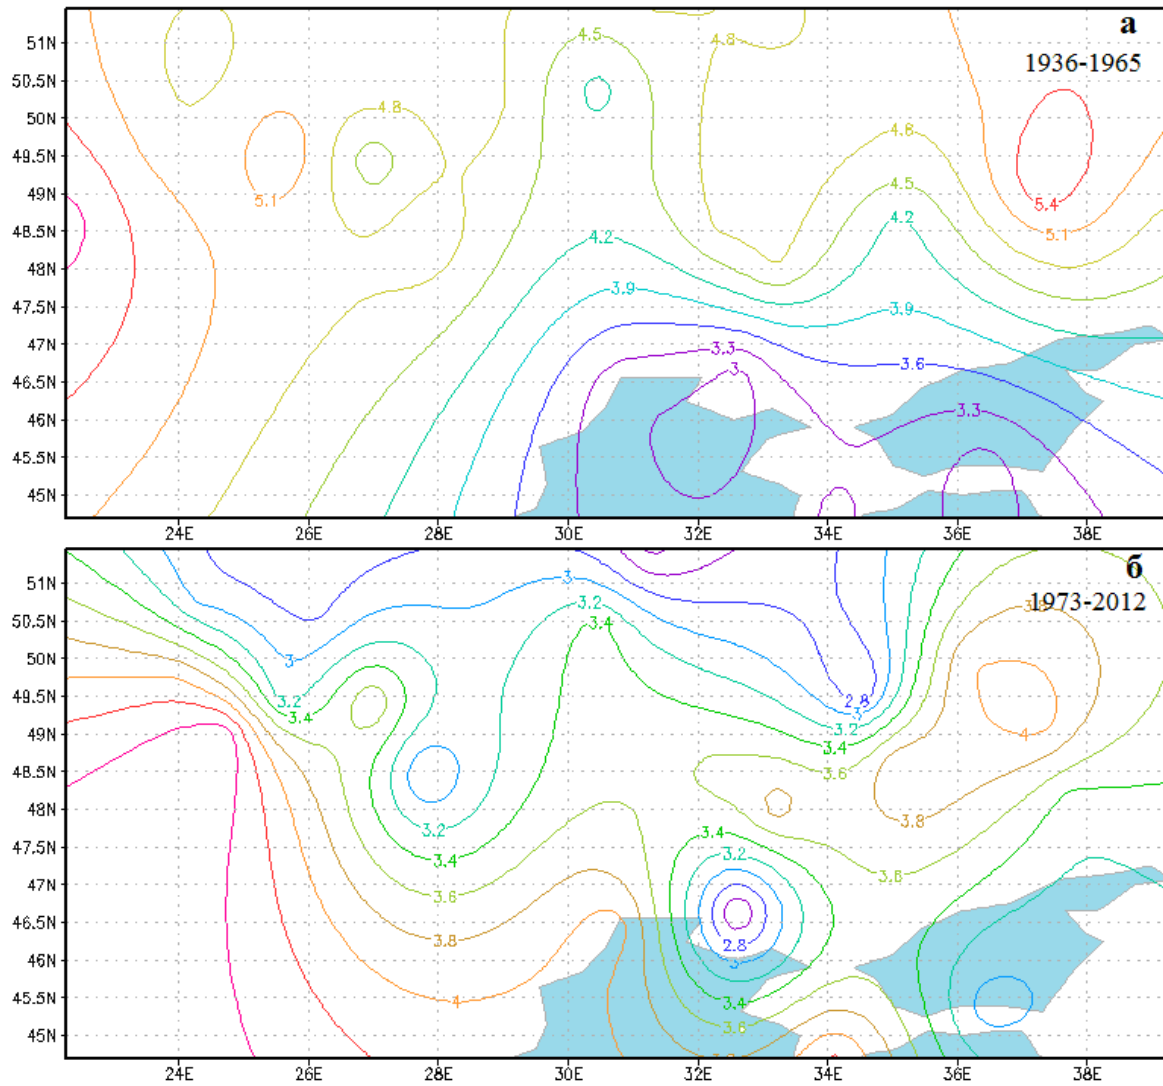 а
1936-1965
51N
50.5N
50N
49.5N
49N
48.5N
48N
47.5N
47N
46.5N
46N
45.5N
45N
4.5
4.8
4.8
4.8
5.1
4.5
5.4
4.2
4.2
5.1
3.9
3.9
3.3
3.6
3
3.3
24E
26E
28E
30E
32E
34E
36E
38E
б
1973-2012
51N
50.5N
50N
49.5N
49N
48.5N
48N
47.5N
47N
46.5N
46N
45.5N
45N
3
3.2
3.4
3
3.2
2.8
3.4
3
3.2
3.4
4
3.6
3.2
3.8
3.4
3.4
3.2
3.6
3.6
3.8
2.8
3
4
3.4
3.6
24E
26E
28E
30E
32E
34E
36E
38E